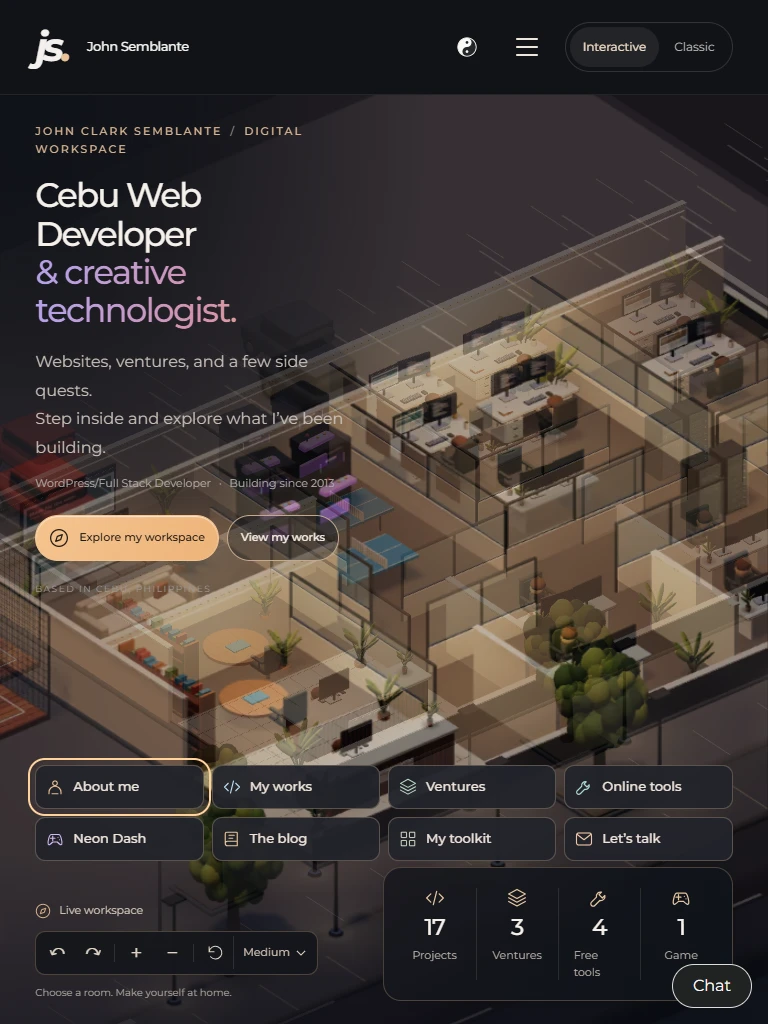 js.
John Semblante
Interactive
Classic
JOHN CLARK SEMBLANTE / DIGITAL
WORKSPACE
Cebu Web
Developer
& creative
technologist.
Websites, ventures, and a few side
quests.
Step inside and explore what I’ve been
building.
WordPress/Full Stack Developer · Building since 2013
Explore my workspace
View my works
BASED IN CEBU, PHILIPPINES
About me
My works
Ventures
Online tools
Neon Dash
The blog
My toolkit
Let’s talk
Live workspace
Medium
Choose a room. Make yourself at home.
17
Projects
3
Ventures
4
Free
tools
1
Game
Chat